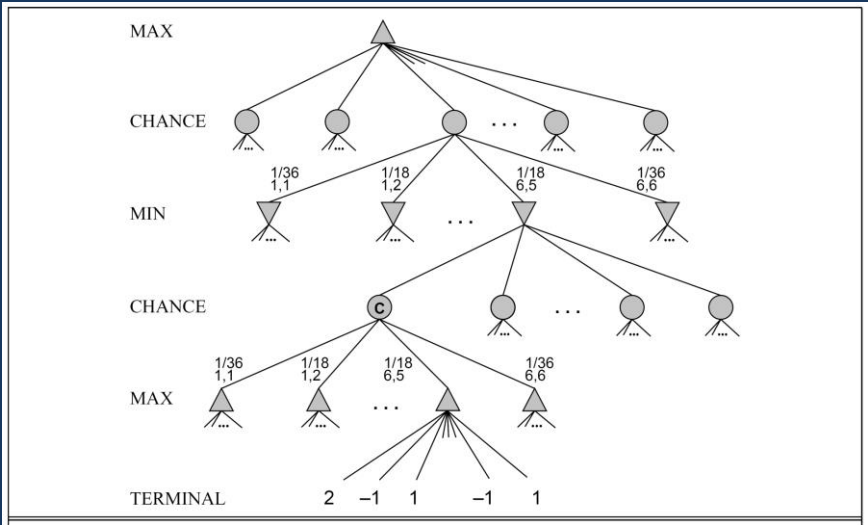 MAX
CHANCE
...
... ... ... ... ...
1/36 1/18 1/18 1/36
1,1 1,2 6,5 6,6
MIN
...
... ... ...
CHANCE
C
...
... ... ...
1/36 1/18 1/18 1/36
1,1 1,2 6,5 6,6
MAX
...
... ... ...
TERMINAL 2 –1 1 –1 1